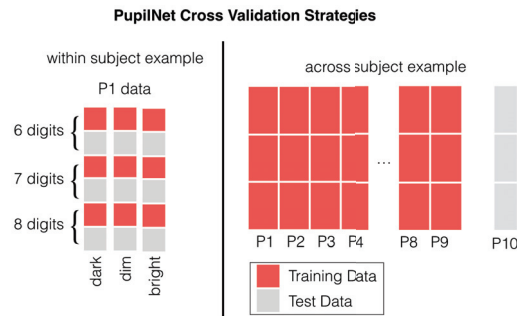 PupilNet Cross Validation Strategies
within subject example
P1 data
6 digits
7 digits
8 digits
dark
dim
bright
across subject example
...
P1 P2 P3 P4 P8 P9 P10
Training Data
Test Data